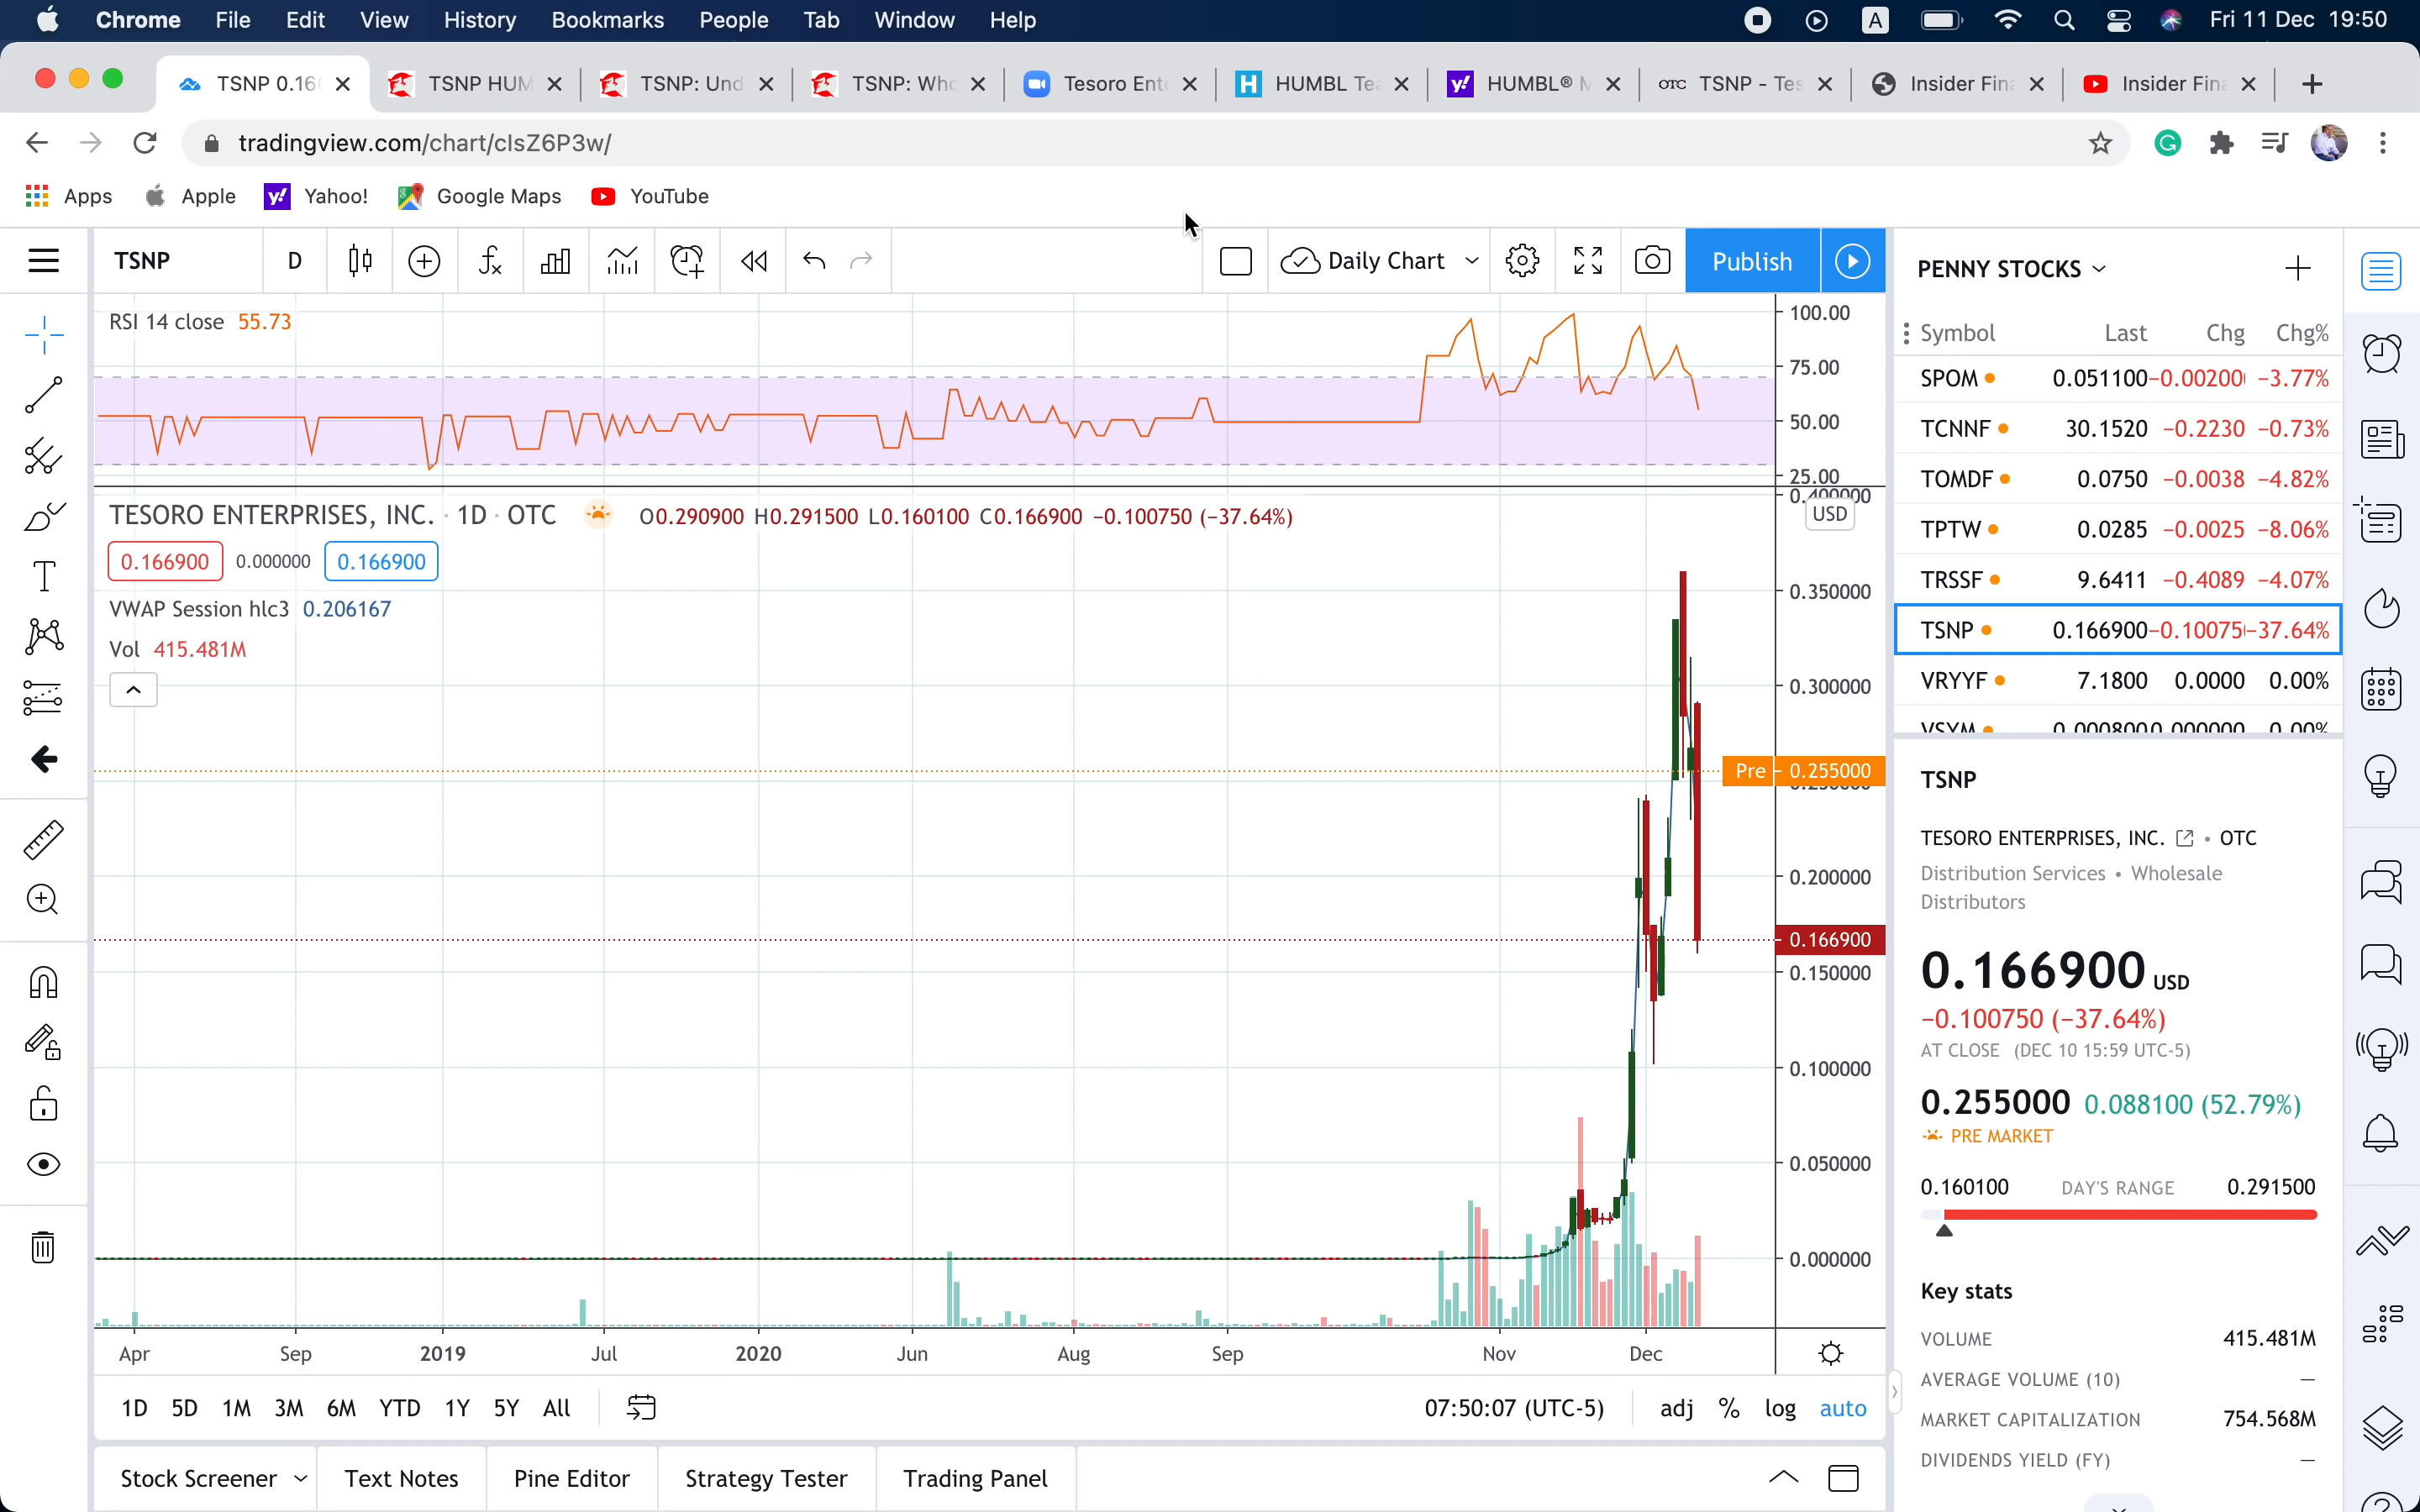 Chrome File Edit View History Bookmarks People Tab Window Help A Fri 11 Dec 19:50
TSNP 0.16 TSNP HUM TSNP: Und TSNP: Who Tesoro Ent HUMBL Te HUMBL® M OTC TSNP - Tes Insider Fin Insider Fin
tradingview.com/chart/clsZ6P3w/
Apps Apple Yahoo! Google Maps YouTube
TSNP D Daily Chart Publish
RSI 14 close 55.73
100.00
75.00
50.00
25.00
TESORO ENTERPRISES, INC. · 1D · OTC O0.290900 H0.291500 L0.160100 C0.166900 −0.100750 (−37.64%)
0.166900 0.000000 0.166900
VWAP Session hlc3 0.206167
Vol 415.481M
0.400000
USD
0.350000
0.300000
Pre 0.255000
0.200000
0.166900
0.150000
0.100000
0.050000
0.000000
Apr Sep 2019 Jul 2020 Jun Aug Sep Nov Dec
1D 5D 1M 3M 6M YTD 1Y 5Y All 07:50:07 (UTC-5) adj % log auto
Stock Screener Text Notes Pine Editor Strategy Tester Trading Panel
PENNY STOCKS
Symbol Last Chg Chg%
SPOM 0.051100 −0.00200 −3.77%
TCNNF 30.1520 −0.2230 −0.73%
TOMDF 0.0750 −0.0038 −4.82%
TPTW 0.0285 −0.0025 −8.06%
TRSSF 9.6411 −0.4089 −4.07%
TSNP 0.166900 −0.10075 −37.64%
VRYYF 7.1800 0.0000 0.00%
VSYM 0.000800 0.000000 0.00%
TSNP
TESORO ENTERPRISES, INC. · OTC
Distribution Services • Wholesale
Distributors
0.166900 USD
−0.100750 (−37.64%)
AT CLOSE (DEC 10 15:59 UTC-5)
0.255000 0.088100 (52.79%)
PRE MARKET
0.160100 DAY'S RANGE 0.291500
Key stats
VOLUME 415.481M
AVERAGE VOLUME (10) —
MARKET CAPITALIZATION 754.568M
DIVIDENDS YIELD (FY) —